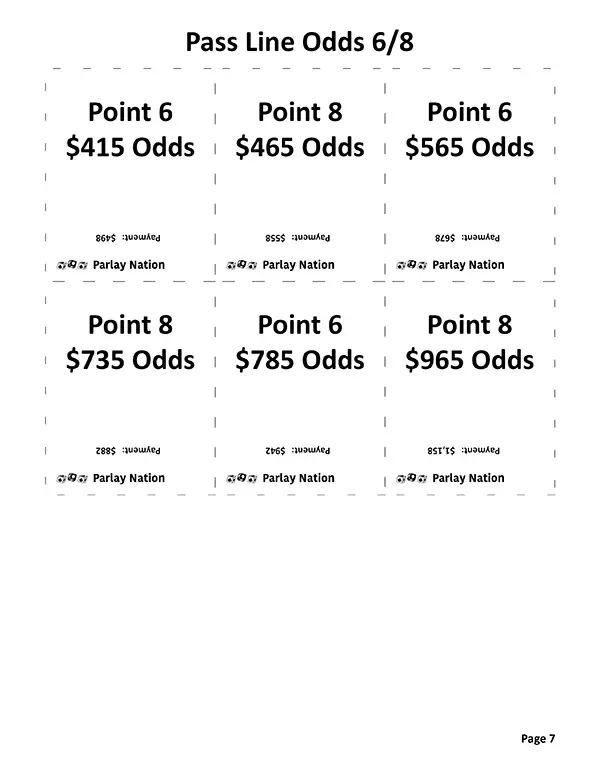 Pass Line Odds 6/8
Point 6
$415 Odds
Payment: $498
Parlay Nation
Point 8
$465 Odds
Payment: $558
Parlay Nation
Point 6
$565 Odds
Payment: $678
Parlay Nation
Point 8
$735 Odds
Payment: $882
Parlay Nation
Point 6
$785 Odds
Payment: $942
Parlay Nation
Point 8
$965 Odds
Payment: $1,158
Parlay Nation
Page 7